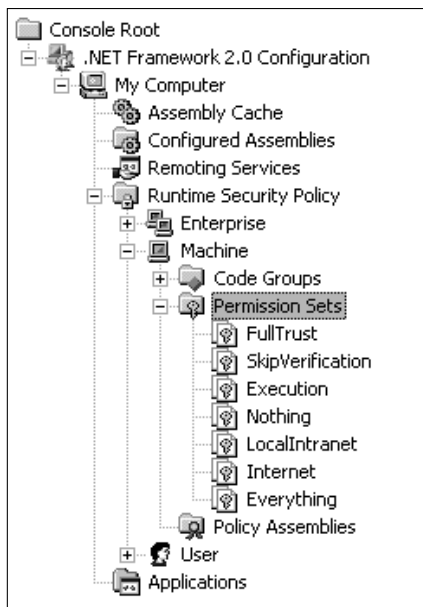 Console Root
.NET Framework 2.0 Configuration
My Computer
Assembly Cache
Configured Assemblies
Remoting Services
Runtime Security Policy
Enterprise
Machine
Code Groups
Permission Sets
FullTrust
SkipVerification
Execution
Nothing
LocalIntranet
Internet
Everything
Policy Assemblies
User
Applications